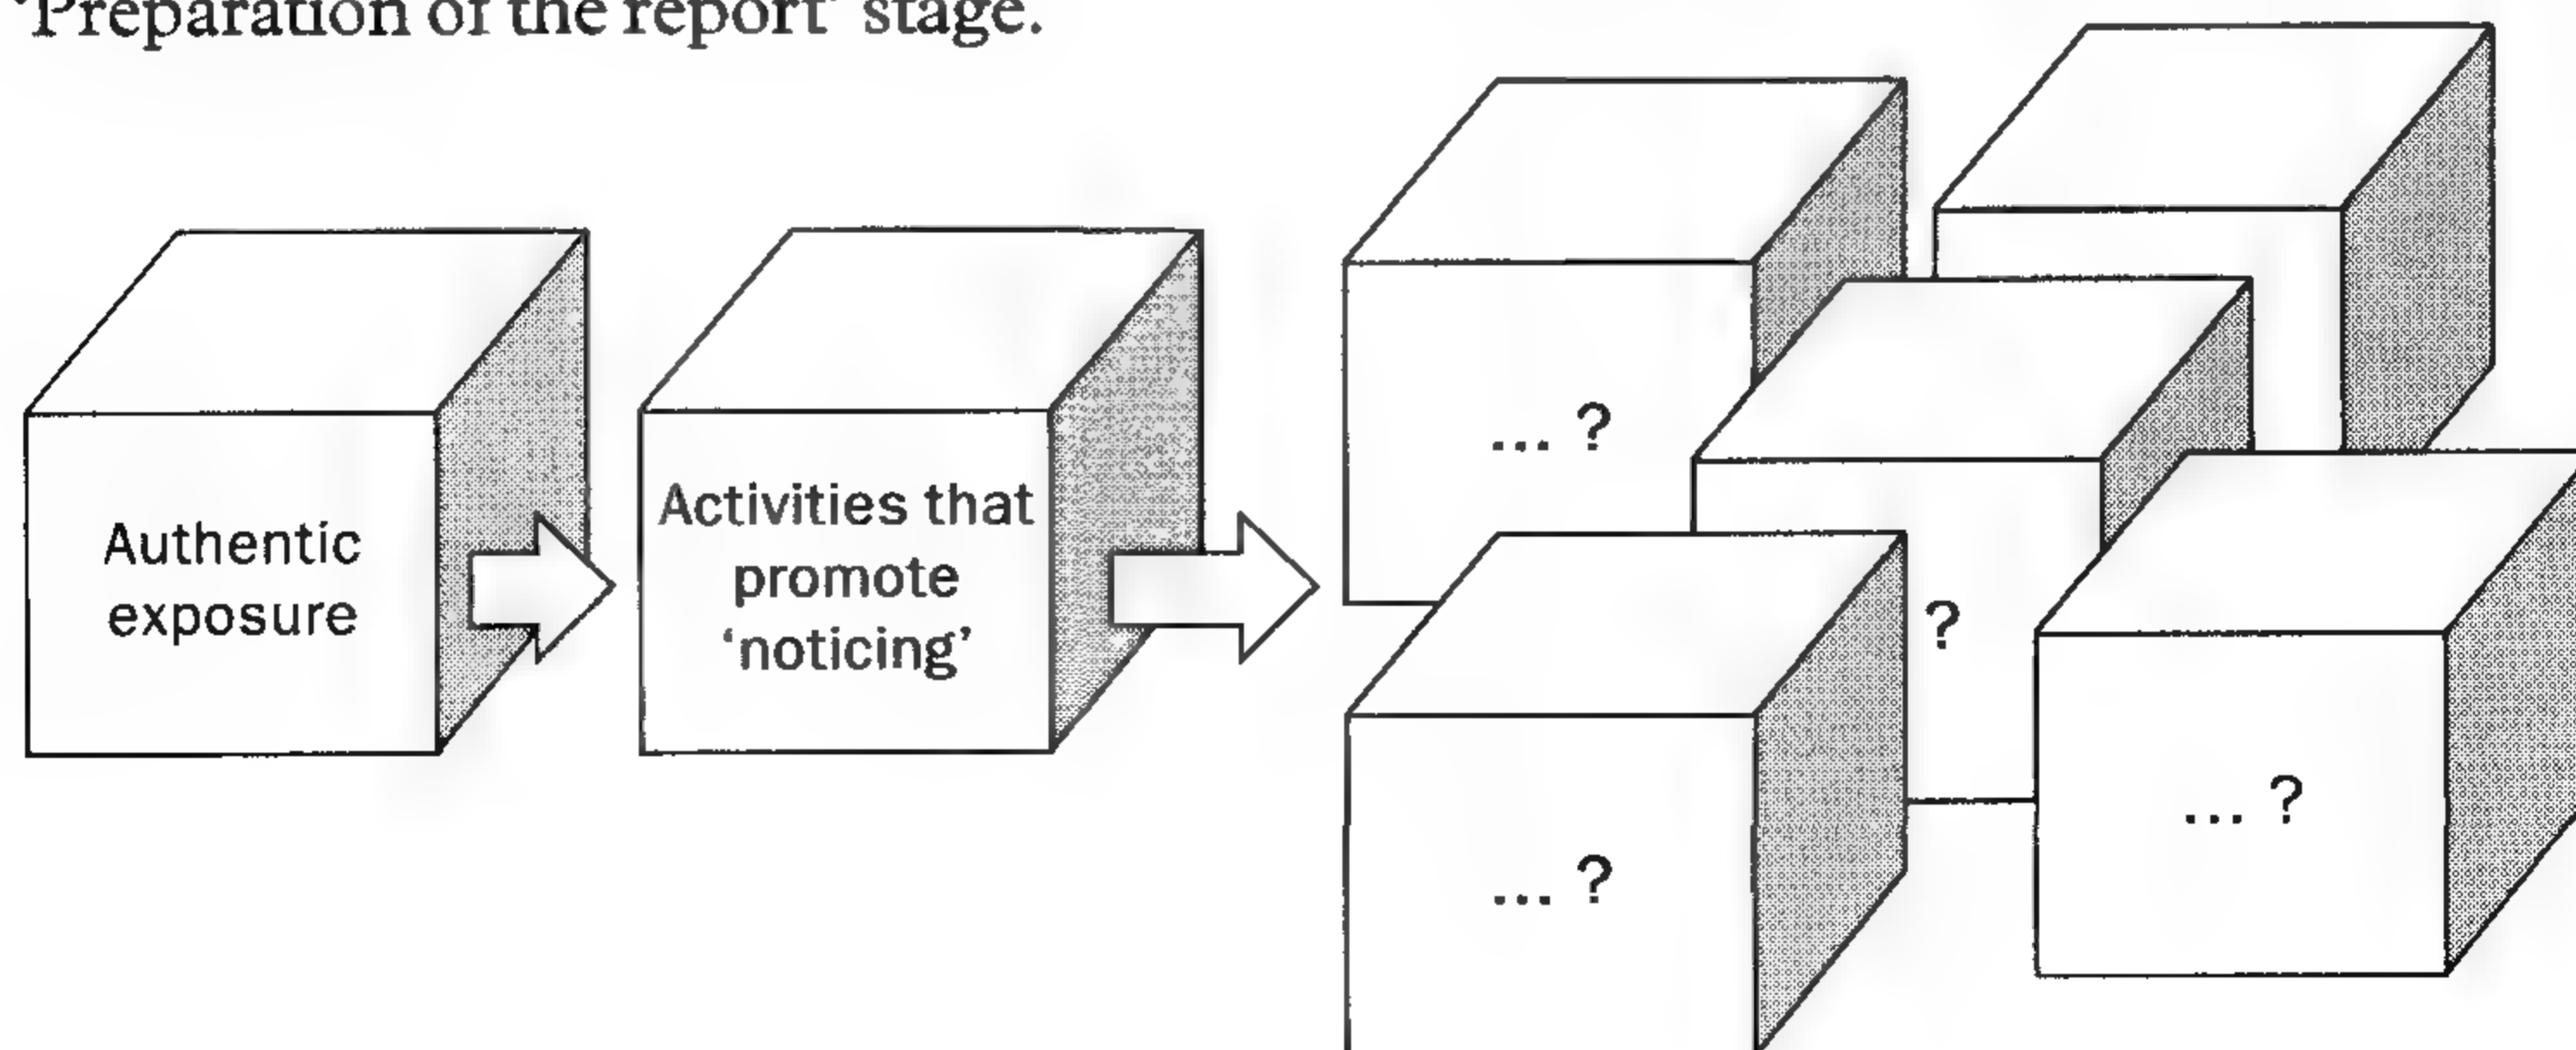 'Preparation of the report' stage.
Authentic
exposure
Activities that
promote
'noticing'
... ?
?
... ?
... ?